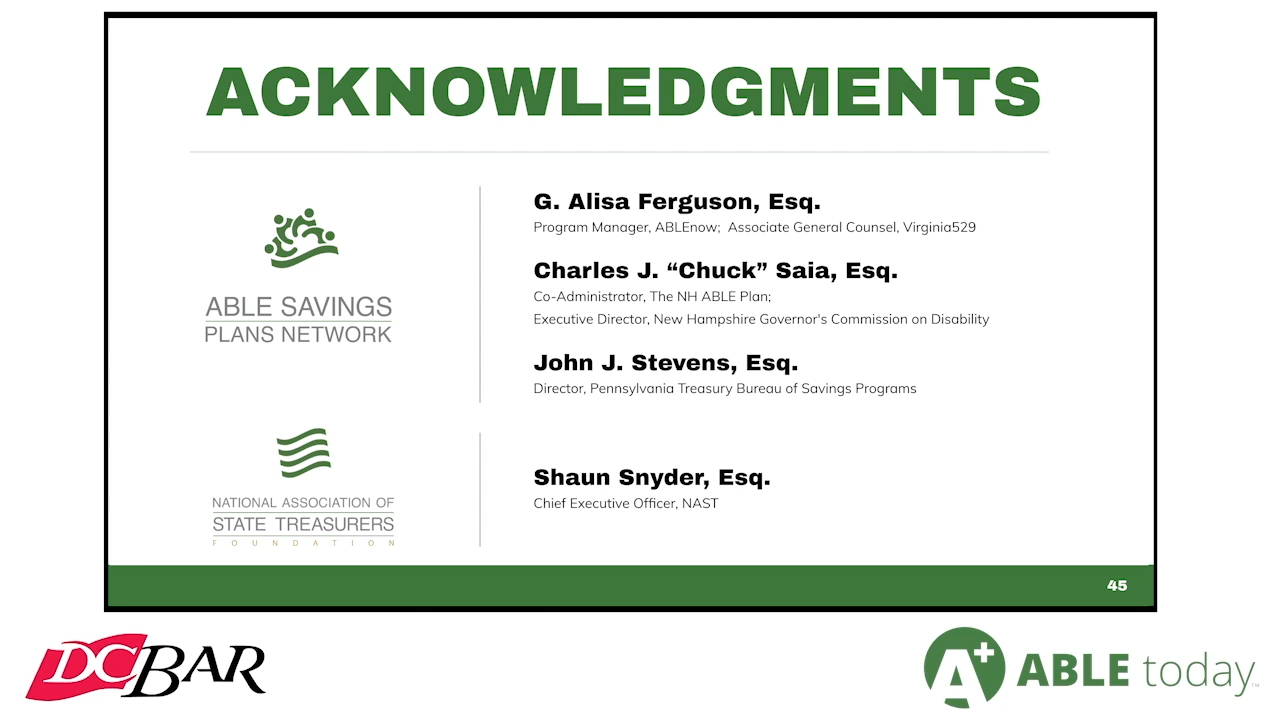 ACKNOWLEDGMENTS
ABLE SAVINGS
PLANS NETWORK
G. Alisa Ferguson, Esq.
Program Manager, ABLEnow; Associate General Counsel, Virginia529
Charles J. “Chuck” Saia, Esq.
Co-Administrator, The NH ABLE Plan;
Executive Director, New Hampshire Governor's Commission on Disability
John J. Stevens, Esq.
Director, Pennsylvania Treasury Bureau of Savings Programs
NATIONAL ASSOCIATION OF
STATE TREASURERS
FOUNDATION
Shaun Snyder, Esq.
Chief Executive Officer, NAST
45
DC BAR
A+ ABLE today™